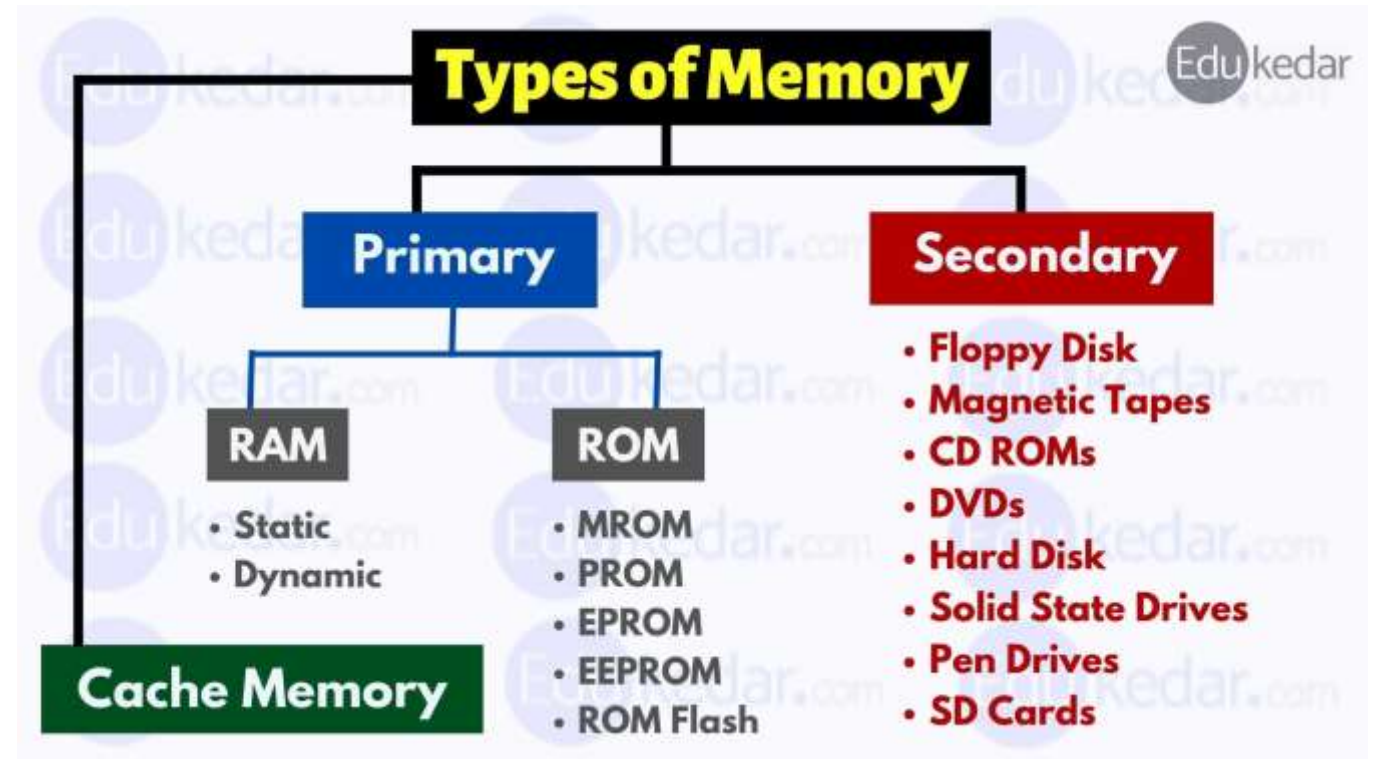 Types of Memory
Edukedar
Primary
Secondary
RAM
• Static
• Dynamic
ROM
• MROM
• PROM
• EPROM
• EEPROM
• ROM Flash
• Floppy Disk
• Magnetic Tapes
• CD ROMs
• DVDs
• Hard Disk
• Solid State Drives
• Pen Drives
• SD Cards
Cache Memory